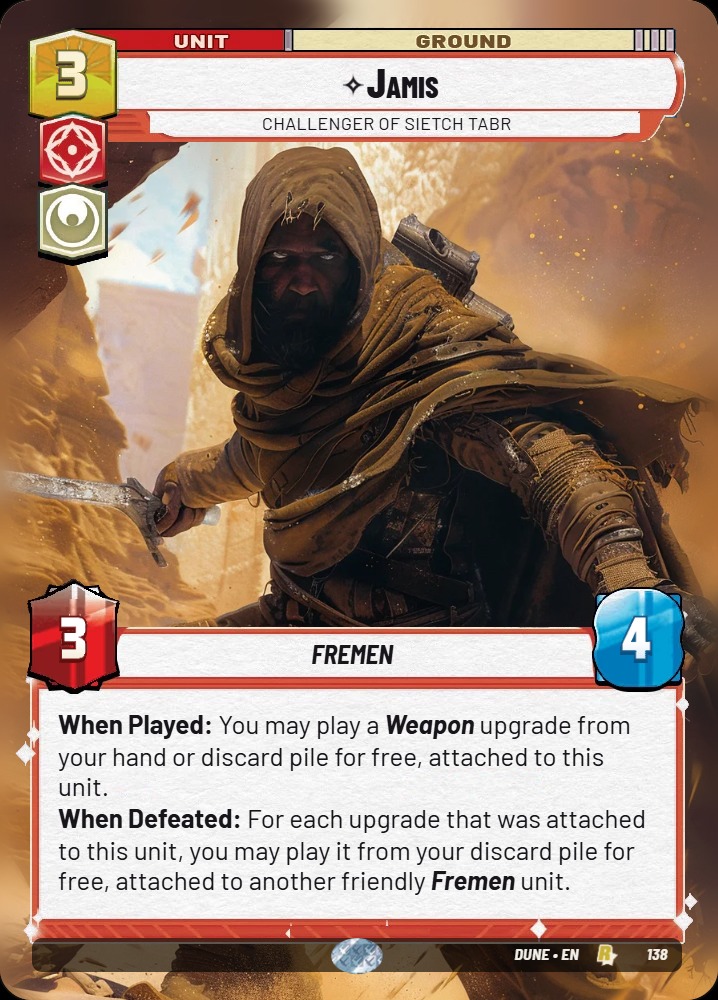 UNIT GROUND
3
JAMIS
CHALLENGER OF SIETCH TABR
3 FREMEN 4
When Played: You may play a Weapon upgrade from
your hand or discard pile for free, attached to this
unit.
When Defeated: For each upgrade that was attached
to this unit, you may play it from your discard pile for
free, attached to another friendly Fremen unit.
DUNE • EN R 138